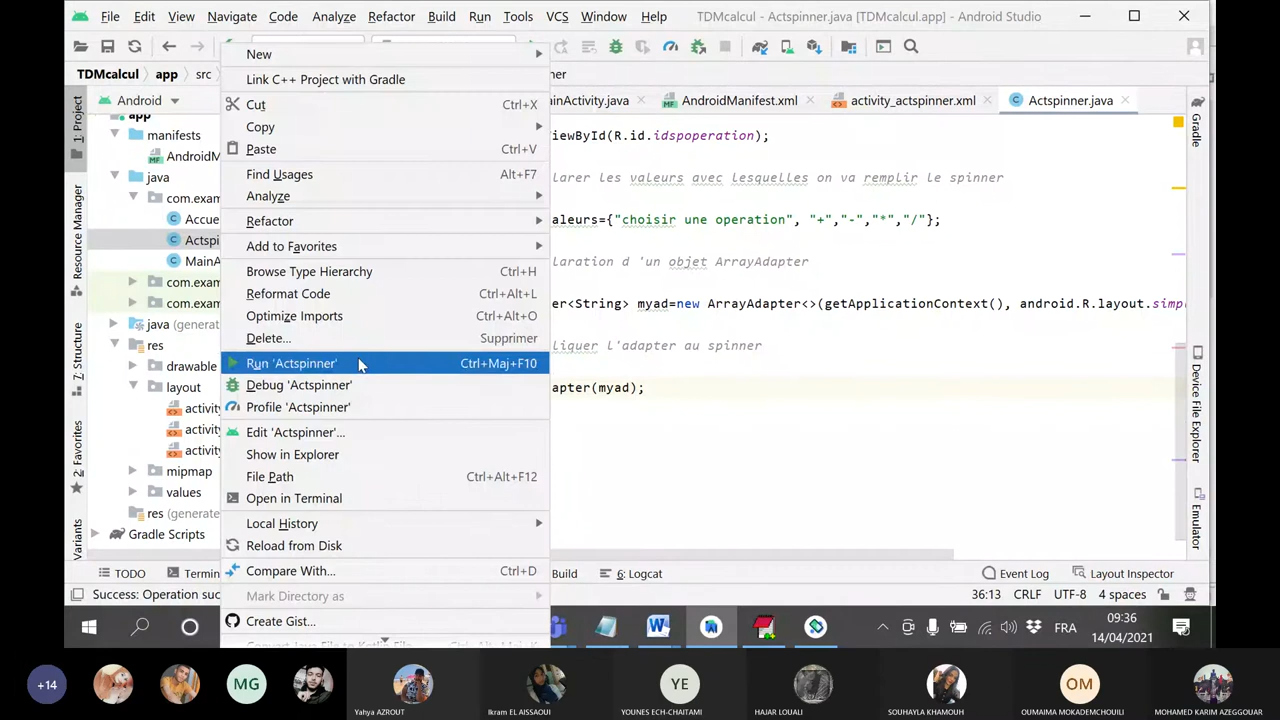 File Edit View Navigate Code Analyze Refactor Build Run Tools VCS Window Help TDMcalcul - Actspinner.java [TDMcalcul.app] - Android Studio
TDMcalcul app src
Android
inActivity.java AndroidManifest.xml activity_actspinner.xml Actspinner.java
1: Project
Resource Manager
7: Structure
2: Favorites
Variants
app
manifests
AndroidM
java
com.exam
Accue
Actspi
MainA
com.exam
com.exam
java (generat
res
drawable
layout
activity
activity
activity
mipmap
values
res (generate
Gradle Scripts
New
Link C++ Project with Gradle
Cut Ctrl+X
Copy
Paste Ctrl+V
Find Usages Alt+F7
Analyze
Refactor
Add to Favorites
Browse Type Hierarchy Ctrl+H
Reformat Code Ctrl+Alt+L
Optimize Imports Ctrl+Alt+O
Delete... Supprimer
Run 'Actspinner' Ctrl+Maj+F10
Debug 'Actspinner'
Profile 'Actspinner'
Edit 'Actspinner'...
Show in Explorer
File Path Ctrl+Alt+F12
Open in Terminal
Local History
Reload from Disk
Compare With... Ctrl+D
Mark Directory as
Create Gist...
iewById(R.id.idspoperation);
larer les valeurs avec lesquelles on va remplir le spinner
aleurs={"choisir une operation", "+","-","*","/"};
laration d 'un objet ArrayAdapter
er<String> myad=new ArrayAdapter<>(getApplicationContext(), android.R.layout.simp
liquer l'adapter au spinner
apter(myad);
Gradle
Device File Explorer
Emulator
TODO Termin Build 6: Logcat Event Log Layout Inspector
Success: Operation suc 36:13 CRLF UTF-8 4 spaces
FRA 09:36
14/04/2021
+14 MG YE OM
Yahya AZROUT Ikram EL AISSAOUI YOUNES ECH-CHAITAMI HAJAR LOUALI SOUHAYLA KHAMOUH OUMAIMA MOKADEMCHOUILI MOHAMED KARIM AZEGGOUAR